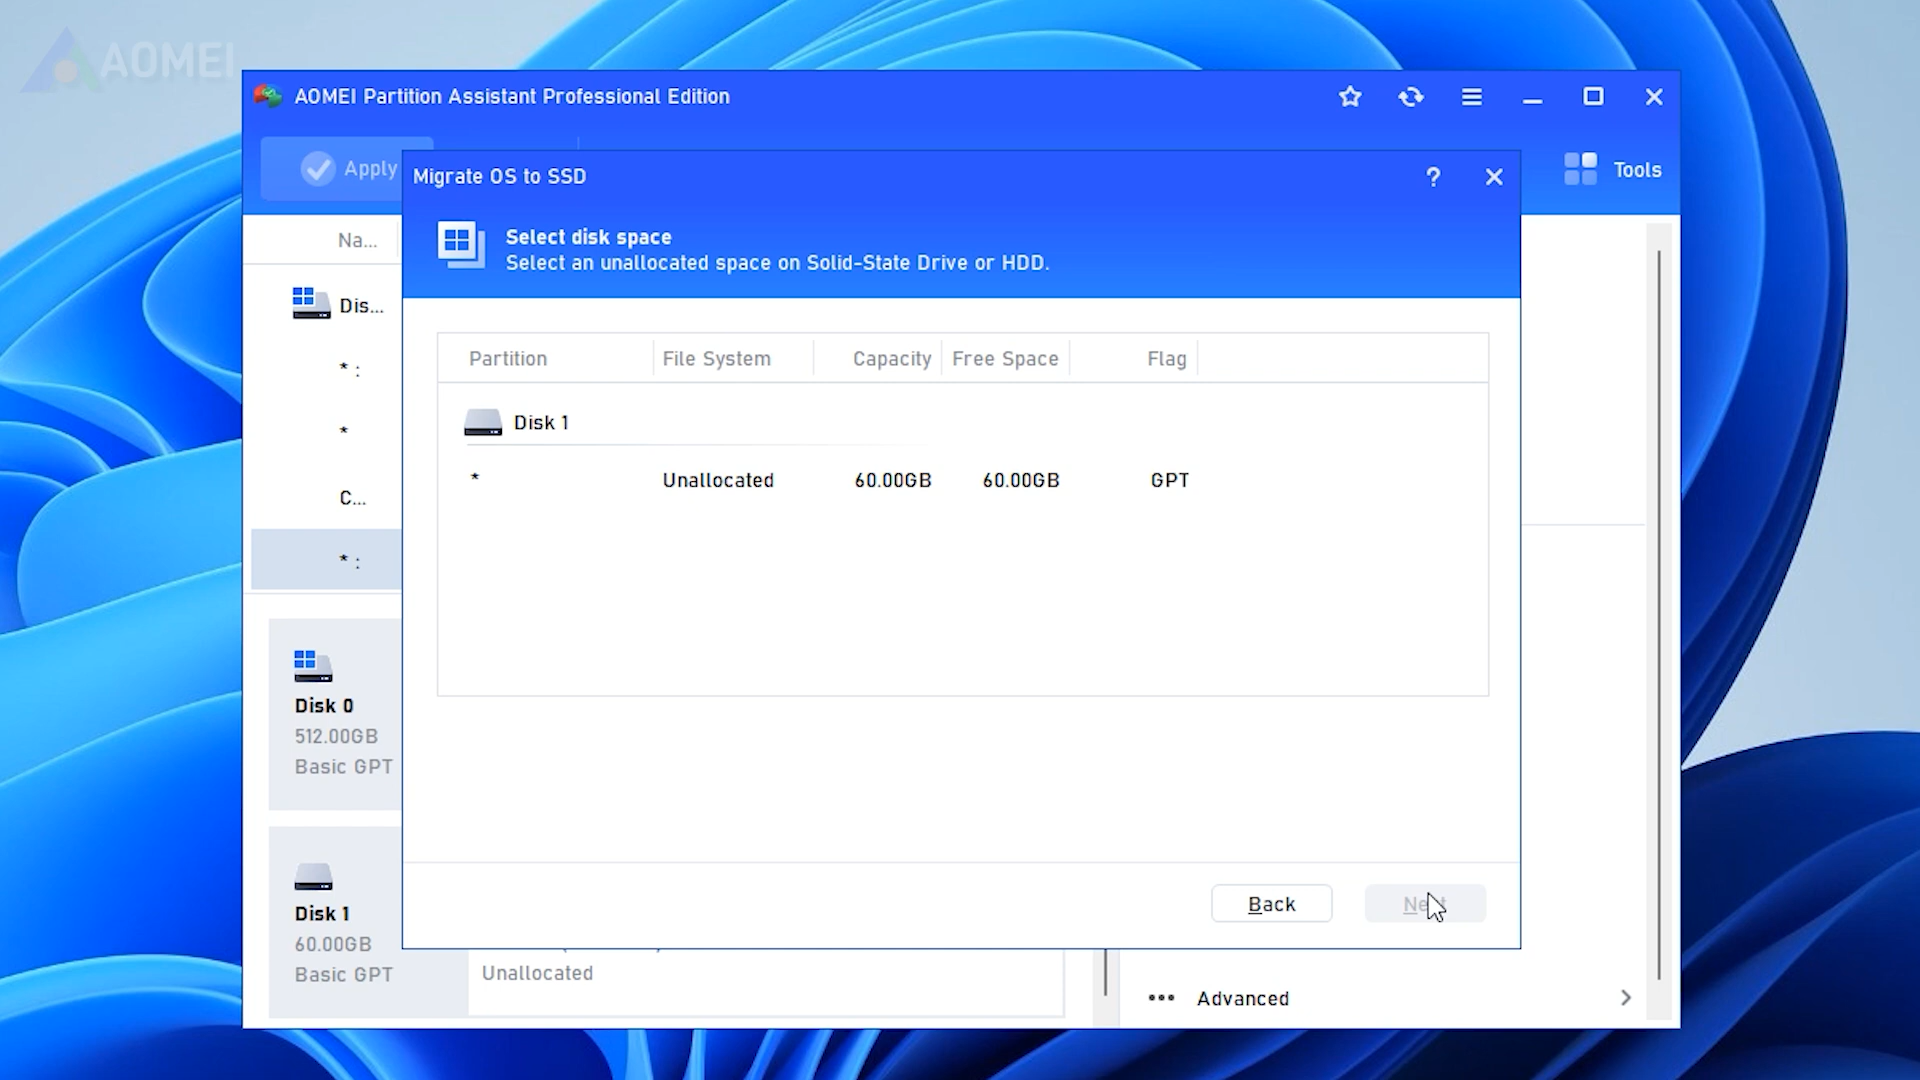 AOMEI
AOMEI Partition Assistant Professional Edition
Apply
Tools
Migrate OS to SSD
?
Select disk space
Select an unallocated space on Solid-State Drive or HDD.
Na...
Dis...
* :
*
C...
* :
Partition File System Capacity Free Space Flag
Disk 1
* Unallocated 60.00GB 60.00GB GPT
Disk 0
512.00GB
Basic GPT
Disk 1
60.00GB
Basic GPT
Back
Unallocated
Advanced